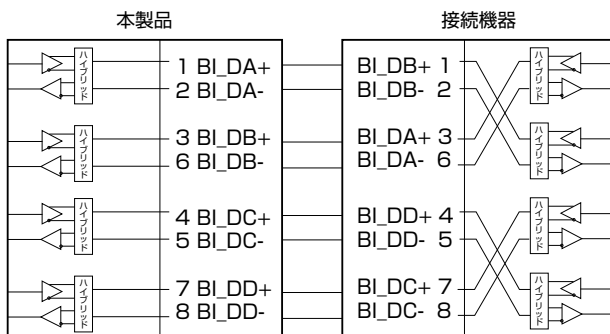 本製品
接続機器
ハイブリッド
1 BI_DA+
2 BI_DA-
ハイブリッド
3 BI_DB+
6 BI_DB-
ハイブリッド
4 BI_DC+
5 BI_DC-
ハイブリッド
7 BI_DD+
8 BI_DD-
BI_DB+ 1
BI_DB- 2
ハイブリッド
BI_DA+ 3
BI_DA- 6
ハイブリッド
BI_DD+ 4
BI_DD- 5
ハイブリッド
BI_DC+ 7
BI_DC- 8
ハイブリッド